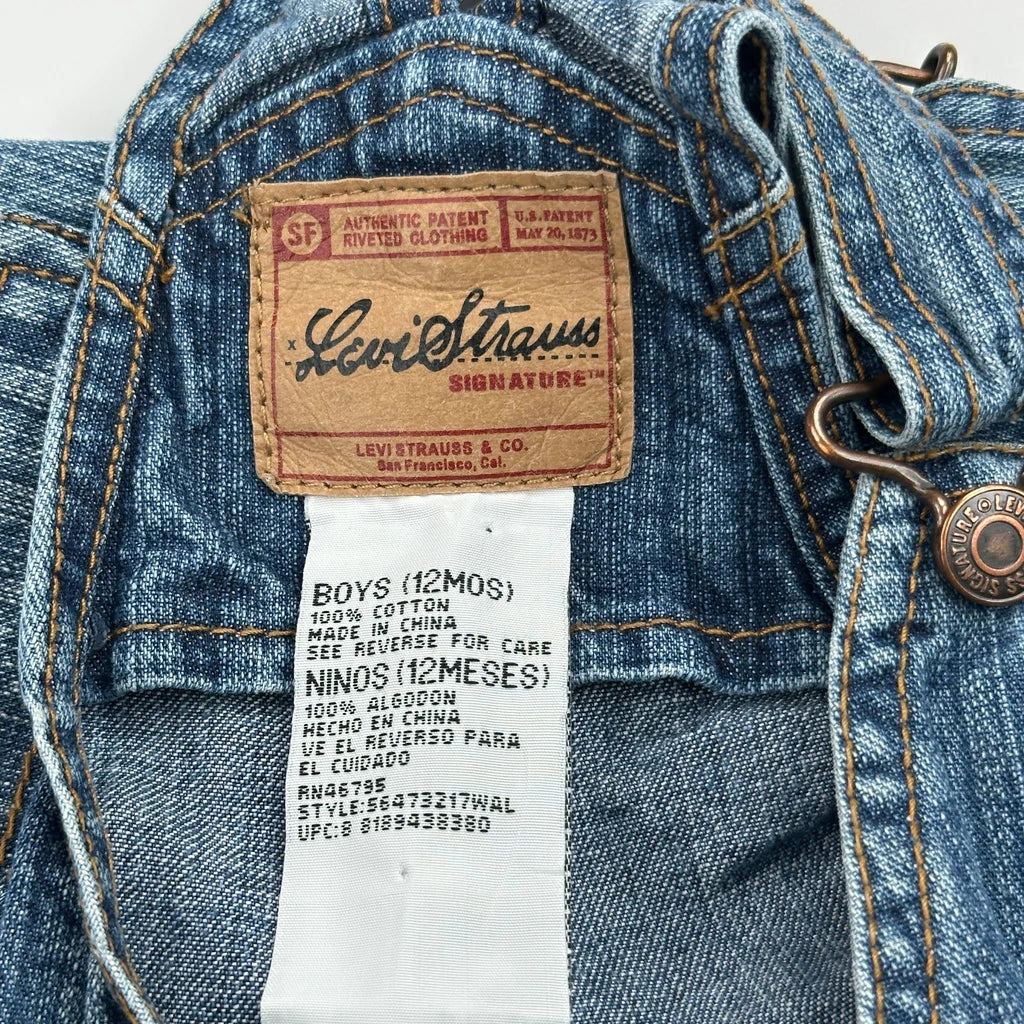 SF
AUTHENTIC PATENT
RIVETED CLOTHING
U.S. PATENT
MAY 20, 1873
x Levi Strauss
SIGNATURE™
LEVI STRAUSS & CO.
San Francisco, Cal.
BOYS (12MOS)
100% COTTON
MADE IN CHINA
SEE REVERSE FOR CARE
NINOS (12MESES)
100% ALGODON
HECHO EN CHINA
VE EL REVERSO PARA
EL CUIDADO
RN46795
STYLE:56473217WAL
UPC:8 8189438380
SIGNATURE